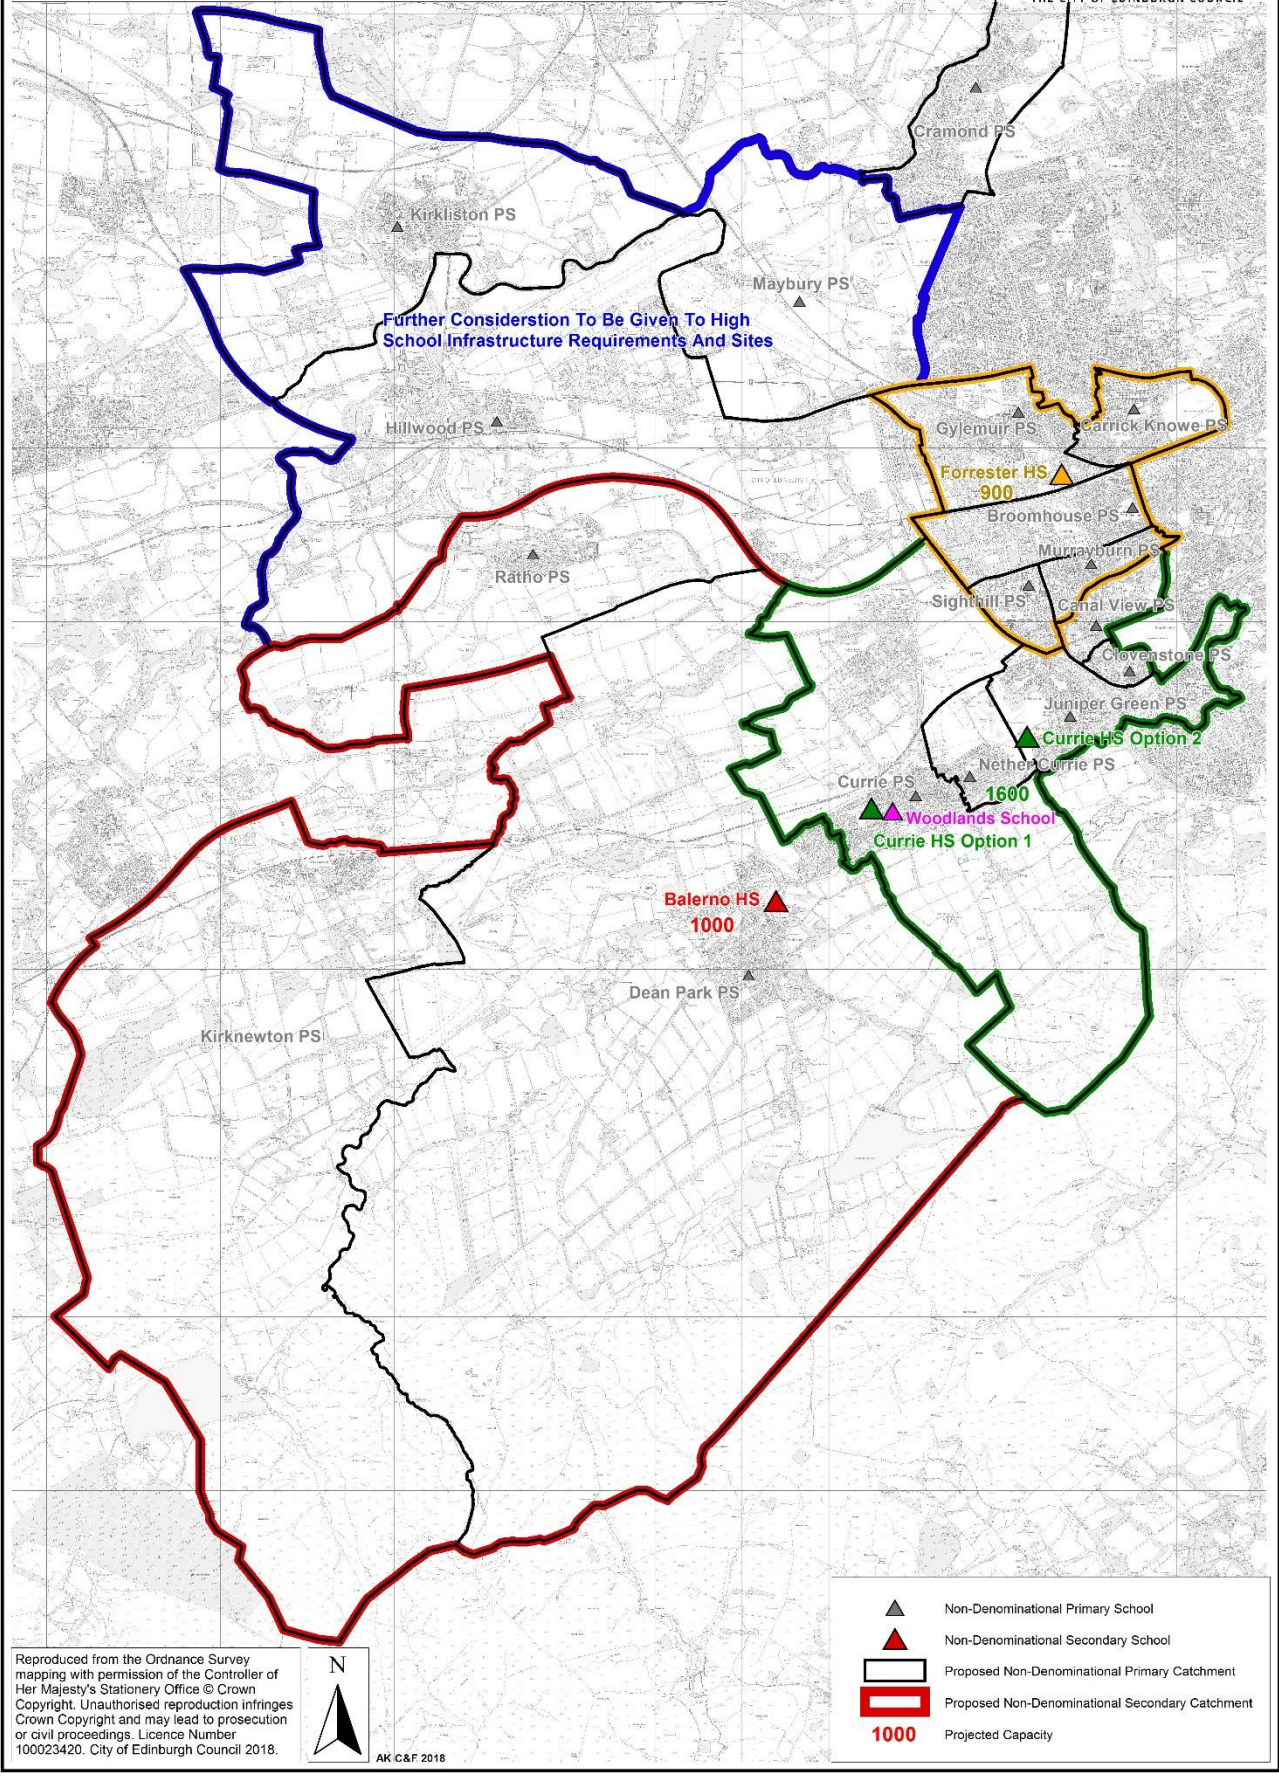 THE CITY OF EDINBURGH COUNCIL
Cramond PS
Kirkliston PS
Maybury PS
Further Considerstion To Be Given To High
School Infrastructure Requirements And Sites
Hillwood PS
Gylemuir PS
Carrick Knowe PS
Forrester HS
900
Broomhouse PS
Murrayburn PS
Ratho PS
Sighthill PS
Canal View PS
Clovenstone PS
Juniper Green PS
Currie HS Option 2
Nether Currie PS
Currie PS
1600
Woodlands School
Currie HS Option 1
Balerno HS
1000
Dean Park PS
Kirknewton PS
Non-Denominational Primary School
Non-Denominational Secondary School
Proposed Non-Denominational Primary Catchment
Proposed Non-Denominational Secondary Catchment
1000 Projected Capacity
Reproduced from the Ordnance Survey
mapping with permission of the Controller of
Her Majesty's Stationery Office © Crown
Copyright. Unauthorised reproduction infringes
Crown Copyright and may lead to prosecution
or civil proceedings. Licence Number
100023420. City of Edinburgh Council 2018.
N
AK C&F 2018